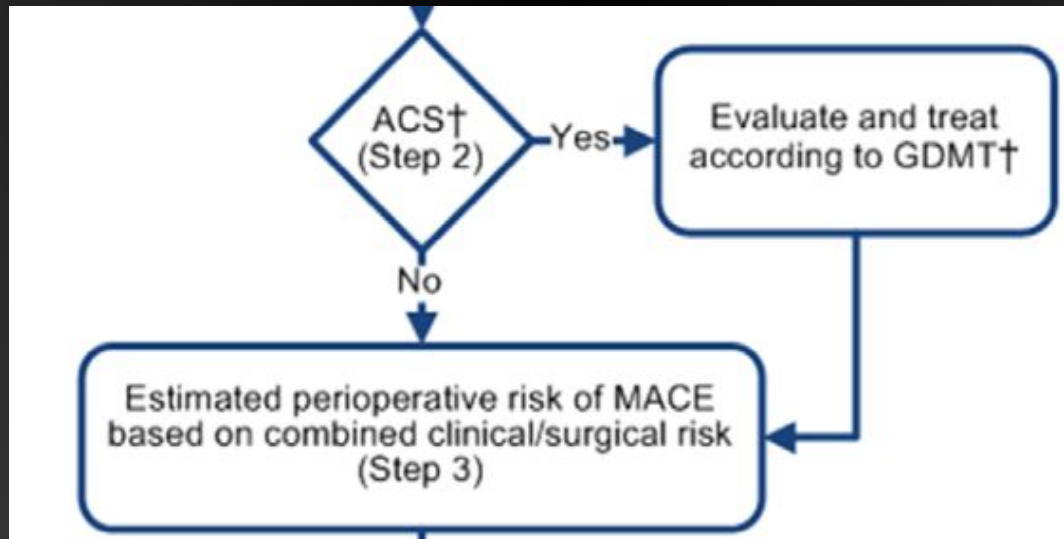 ACS†
(Step 2)
Yes
Evaluate and treat
according to GDMT†
No
Estimated perioperative risk of MACE
based on combined clinical/surgical risk
(Step 3)